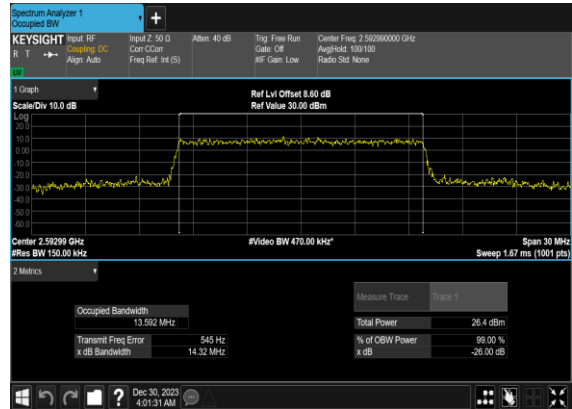 Spectrum Analyzer 1
Occupied BW
+
KEYSIGHT Input: RF Input Z: 50 Ω Atten: 40 dB Trig: Free Run Center Freq: 2.592990000 GHz
R T Coupling: DC Corr CCorr Gate: Off Avg|Hold: 100/100
Align: Auto Freq Ref: Int (S) #IF Gain: Low Radio Std: None
LW
1 Graph
Ref Lvl Offset 8.60 dB
Scale/Div 10.0 dB Ref Value 30.00 dBm
Log
20.0
10.0
0.00
-10.0
-20.0
-30.0
-40.0
-50.0
-60.0
Center 2.59299 GHz #Video BW 470.00 kHz* Span 30 MHz
#Res BW 150.00 kHz Sweep 1.67 ms (1001 pts)
2 Metrics
Measure Trace Trace 1
Occupied Bandwidth
13.592 MHz Total Power 26.4 dBm
Transmit Freq Error 545 Hz % of OBW Power 99.00 %
x dB Bandwidth 14.32 MHz x dB -26.00 dB
? Dec 30, 2023
4:01:31 AM